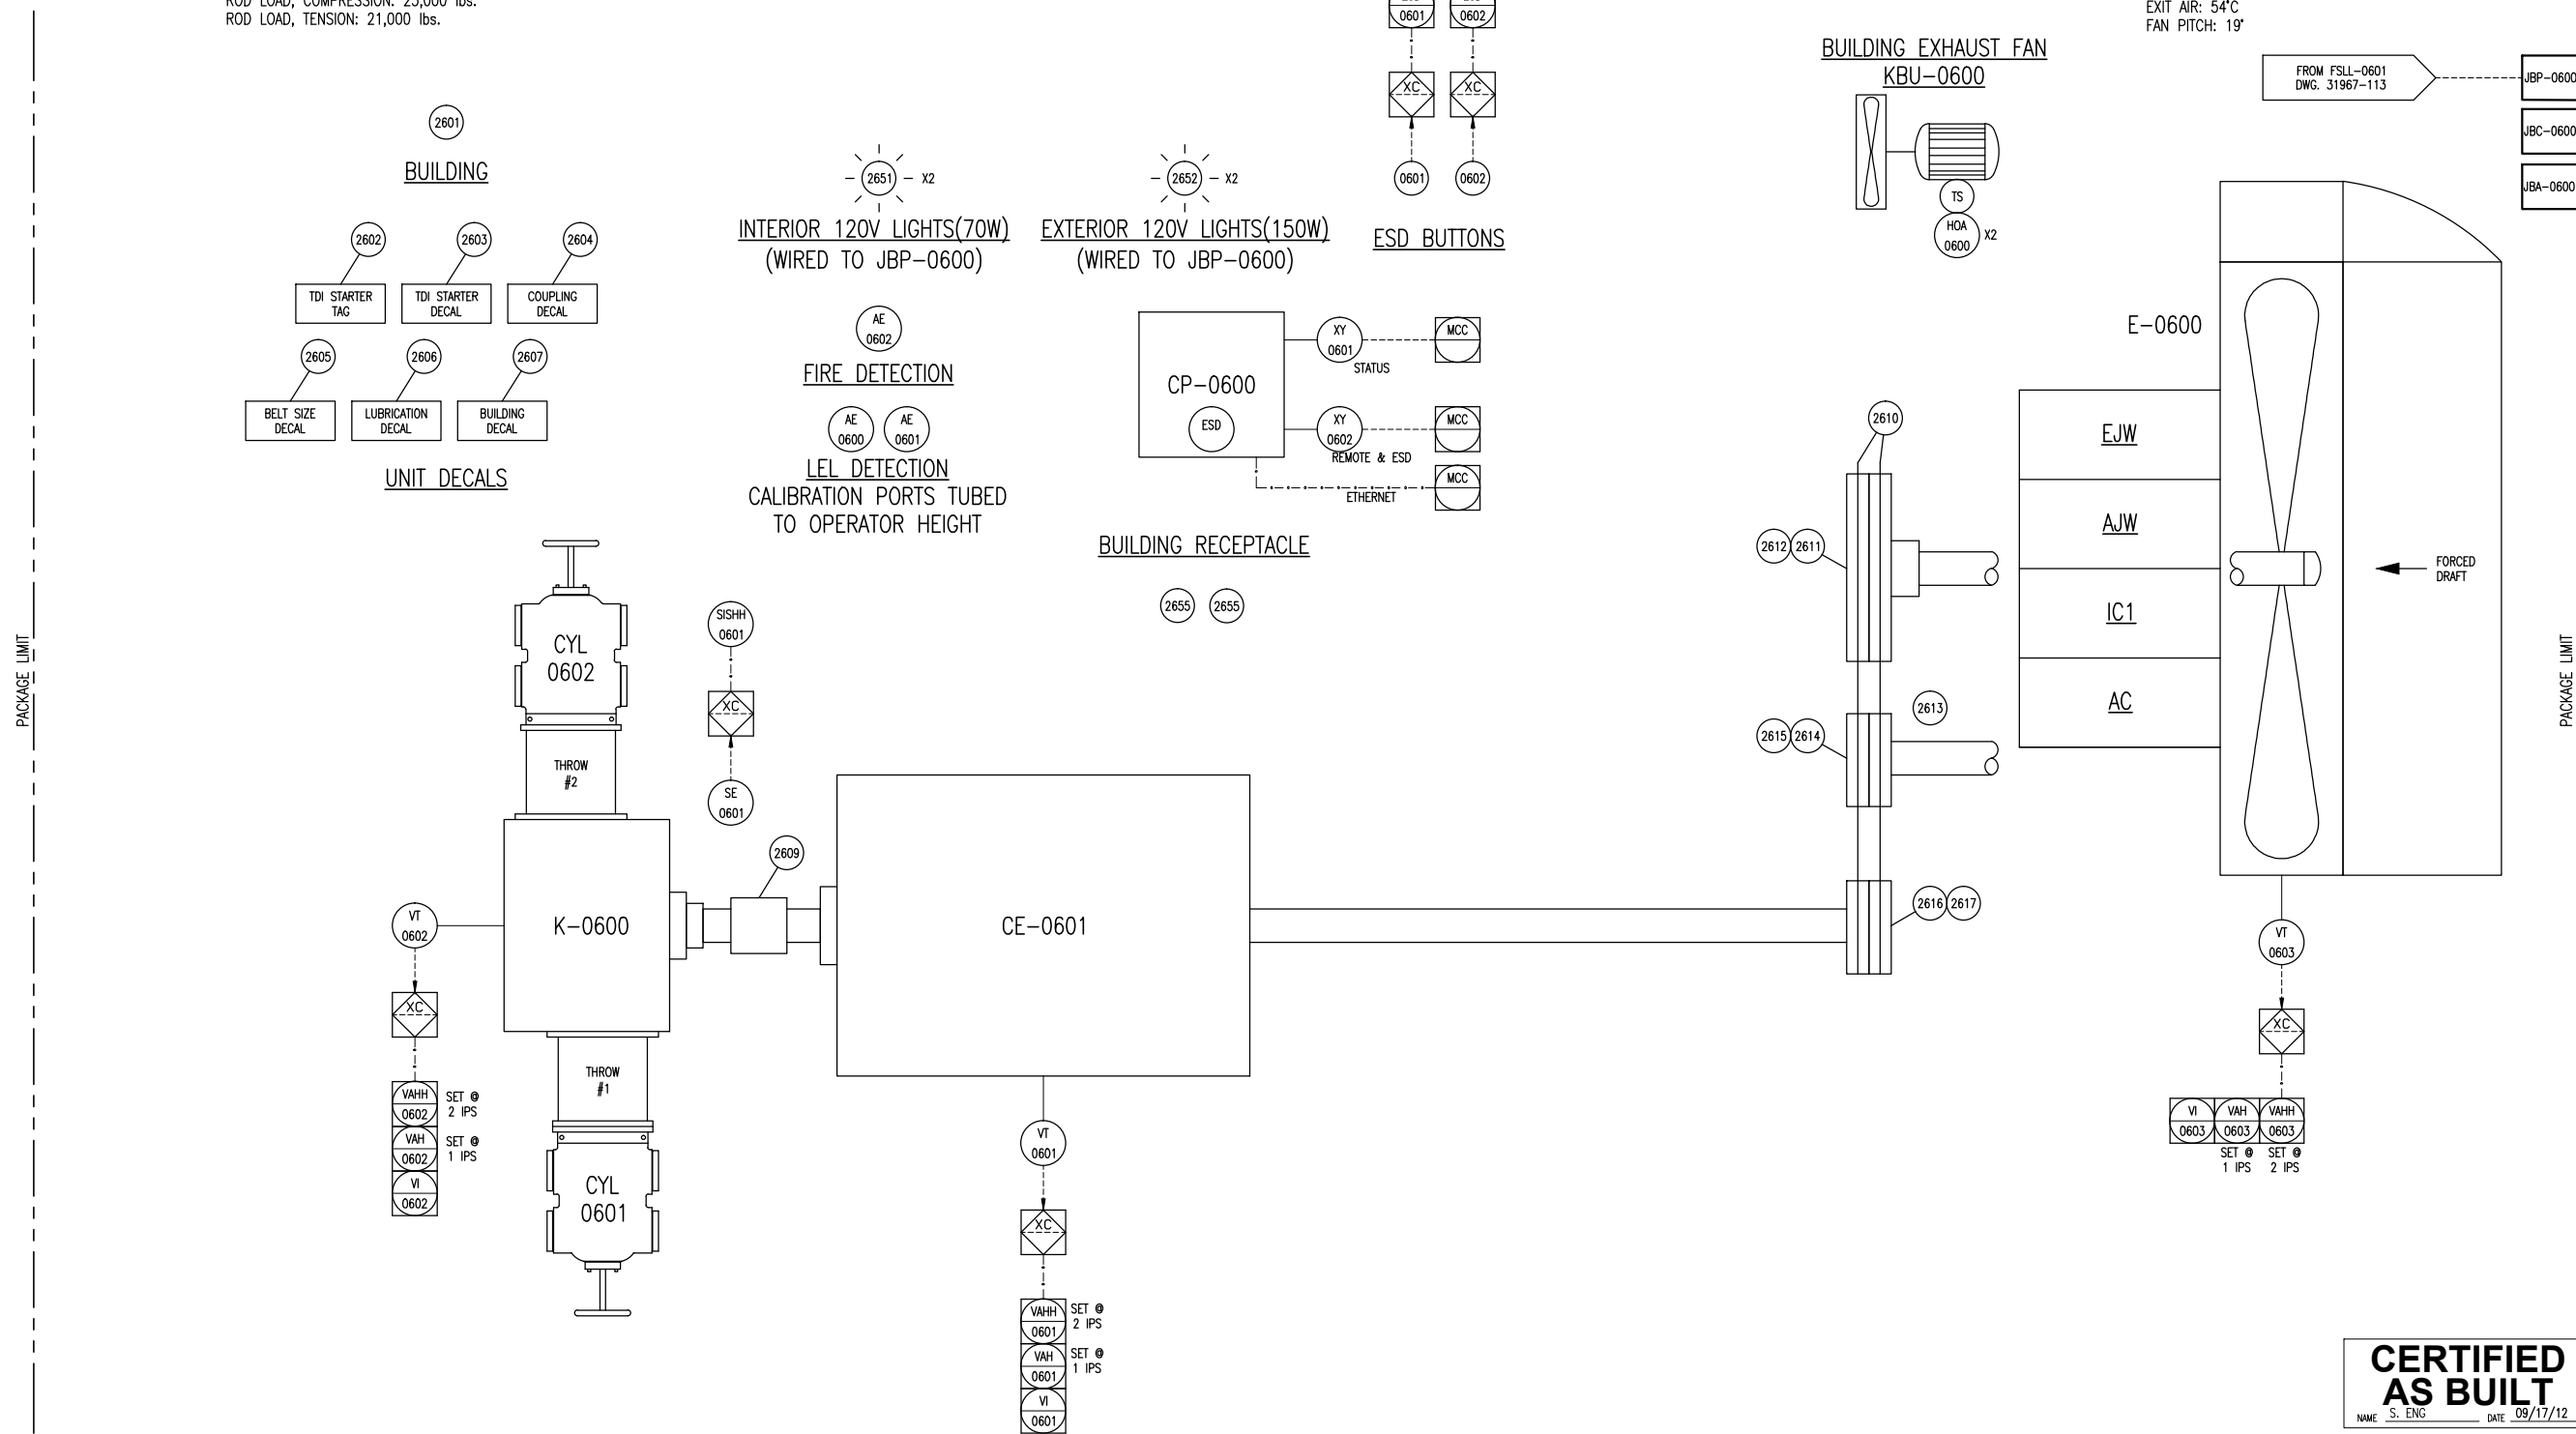 ROD LOAD, COMPRESSION: 25,000 lbs.
ROD LOAD, TENSION: 21,000 lbs.
0601
0602
EXIT AIR: 54°C
FAN PITCH: 19°
XC
XC
0601
0602
ESD BUTTONS
BUILDING EXHAUST FAN
KBU-0600
TS
HOA
0600
X2
FROM FSLL-0601
DWG. 31967-113
JBP-0600
JBC-0600
JBA-0600
2601
BUILDING
2602
2603
2604
TDI STARTER
TAG
TDI STARTER
DECAL
COUPLING
DECAL
2605
2606
2607
BELT SIZE
DECAL
LUBRICATION
DECAL
BUILDING
DECAL
UNIT DECALS
2651
X2
INTERIOR 120V LIGHTS(70W)
(WIRED TO JBP-0600)
2652
X2
EXTERIOR 120V LIGHTS(150W)
(WIRED TO JBP-0600)
AE
0602
FIRE DETECTION
AE
0600
AE
0601
LEL DETECTION
CALIBRATION PORTS TUBED
TO OPERATOR HEIGHT
CP-0600
ESD
XY
0601
STATUS
MCC
XY
0602
REMOTE & ESD
MCC
ETHERNET
MCC
BUILDING RECEPTACLE
2655
2655
E-0600
EJW
AJW
IC1
AC
FORCED
DRAFT
2610
2612
2611
2613
2615
2614
2616
2617
PACKAGE LIMIT
PACKAGE LIMIT
CYL
0602
THROW
#2
SISHH
0601
XC
SE
0601
2609
K-0600
CE-0601
VT
0602
XC
VAHH
0602
SET @
2 IPS
VAH
0602
SET @
1 IPS
VI
0602
THROW
#1
CYL
0601
VT
0601
XC
VAHH
0601
SET @
2 IPS
VAH
0601
SET @
1 IPS
VI
0601
VT
0603
XC
VI
0603
VAH
0603
VAHH
0603
SET @
1 IPS
SET @
2 IPS
CERTIFIED
AS BUILT
NAME S. ENG DATE 09/17/12